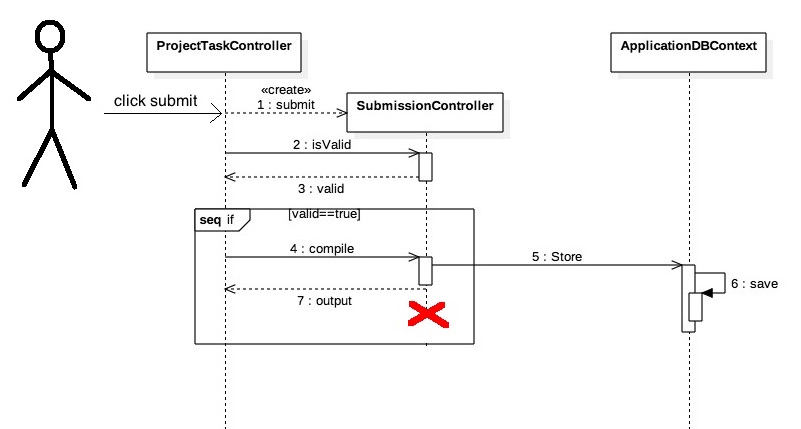 ProjectTaskController
ApplicationDBContext
click submit
«create»
1 : submit
SubmissionController
2 : isValid
3 : valid
seq if
[valid==true]
4 : compile
5 : Store
6 : save
7 : output